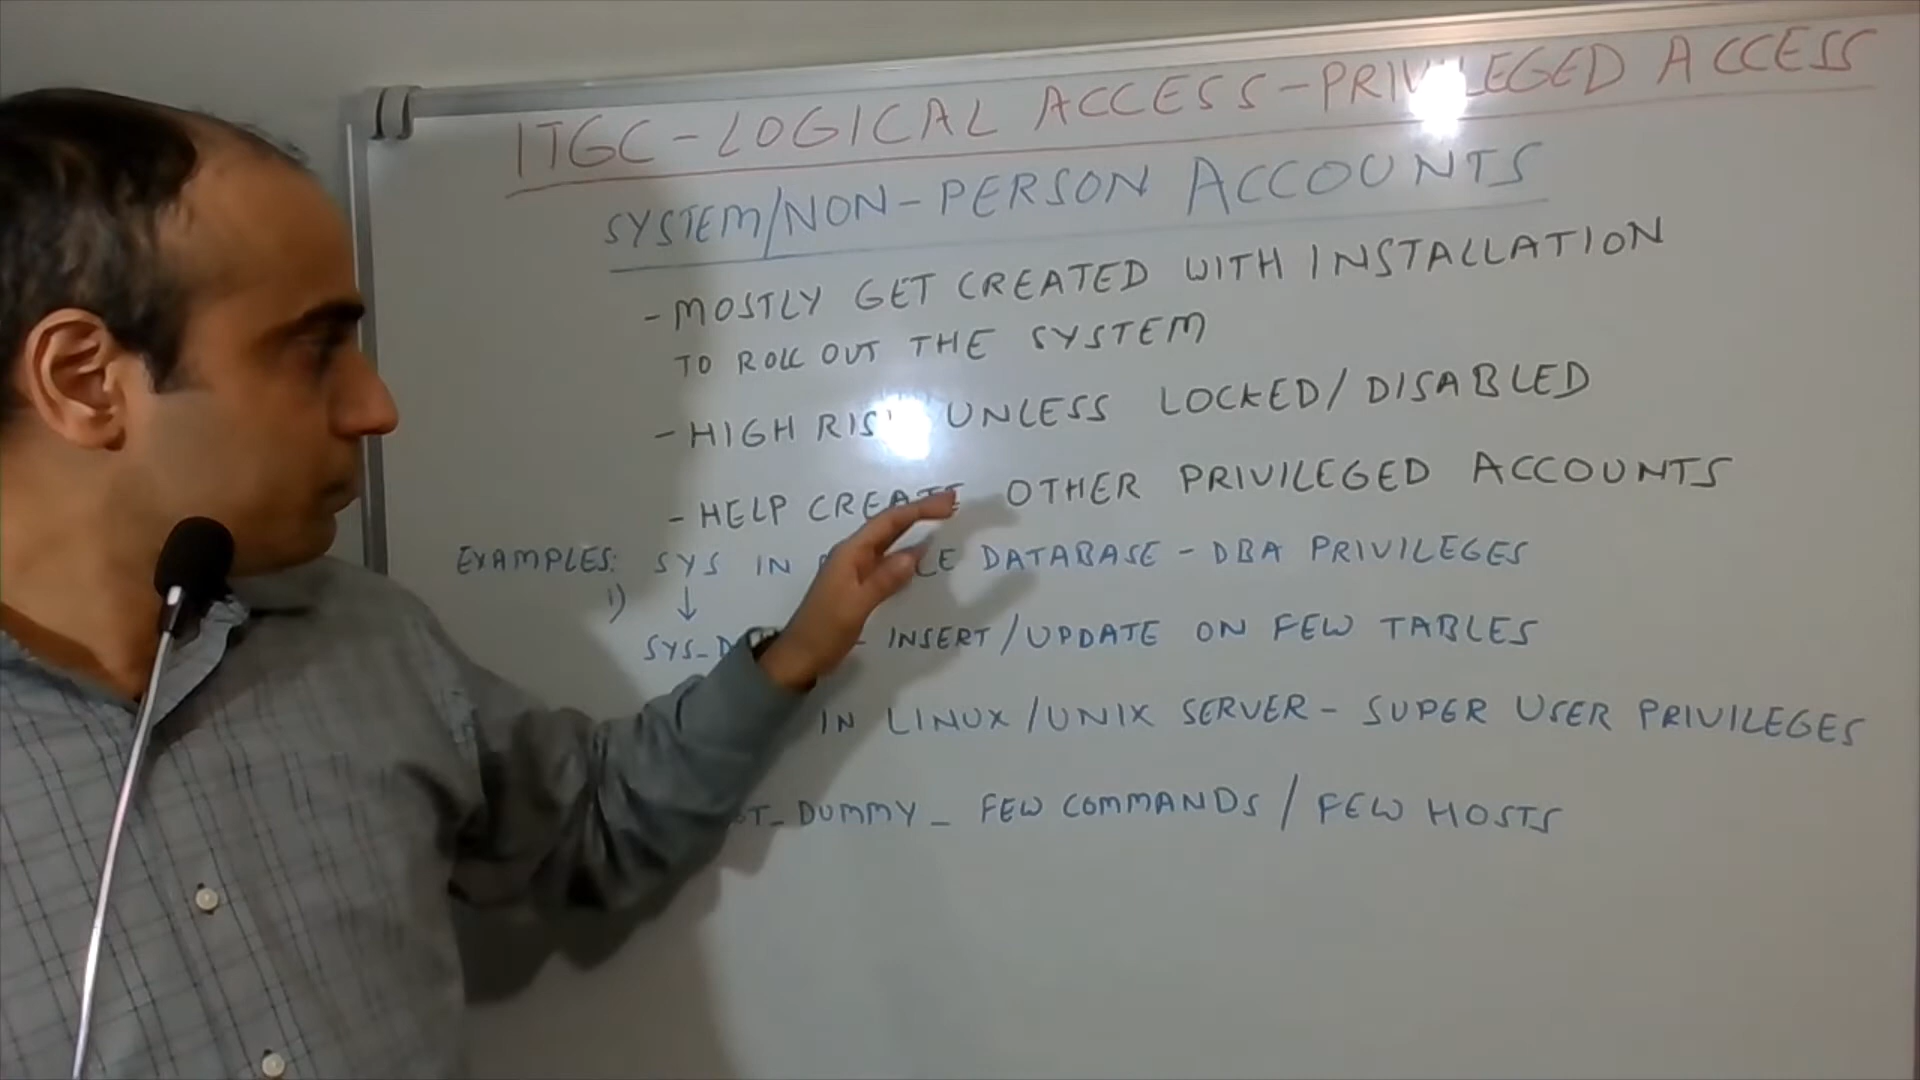 ITGC-LOGICAL ACCESS-PRIVILEGED ACCESS
SYSTEM/NON-PERSON ACCOUNTS
-MOSTLY GET CREATED WITH INSTALLATION
TO ROLL OUT THE SYSTEM
-HIGH RISK UNLESS LOCKED/DISABLED
-HELP CREATE OTHER PRIVILEGED ACCOUNTS
EXAMPLES: SYS IN DATABASE - DBA PRIVILEGES
1) ↓
INSERT/UPDATE ON FEW TABLES
IN LINUX/UNIX SERVER - SUPER USER PRIVILEGES
DUMMY_ FEW COMMANDS/FEW HOSTS